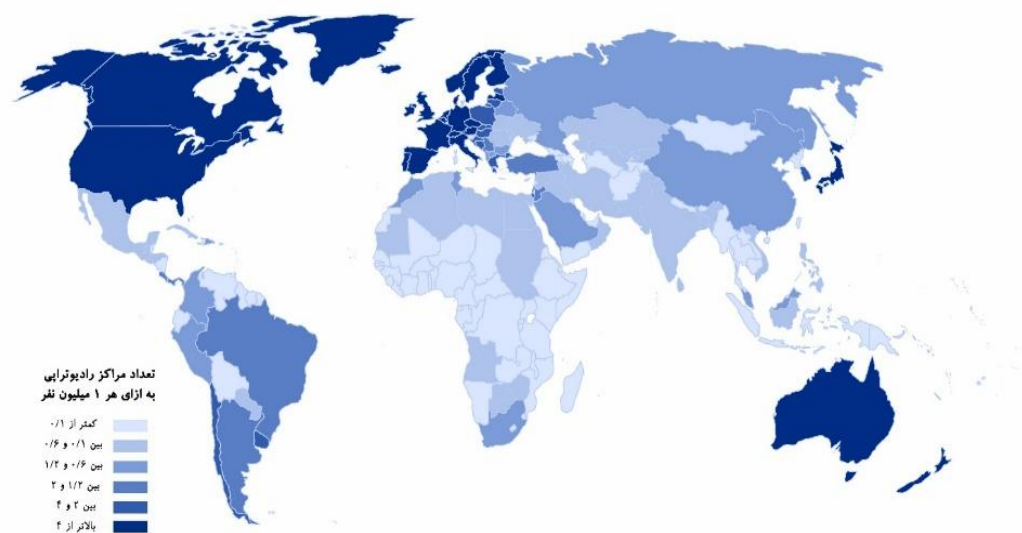 تعداد مراکز رادیوتراپی
به ازای هر ۱ میلیون نفر
کمتر از ۰/۱
بین ۰/۱ و ۰/۶
بین ۰/۶ و ۱/۲
بین ۱/۲ و ۲
بین ۲ و ۴
بالاتر از ۴